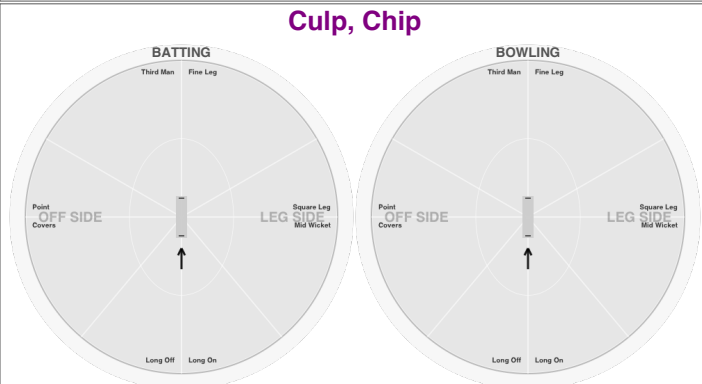 Culp, Chip
BATTING
Third Man Fine Leg
Point
OFF SIDE
Covers
Square Leg
LEG SIDE
Mid Wicket
Long Off Long On
BOWLING
Third Man Fine Leg
Point
OFF SIDE
Covers
Square Leg
LEG SIDE
Mid Wicket
Long Off Long On